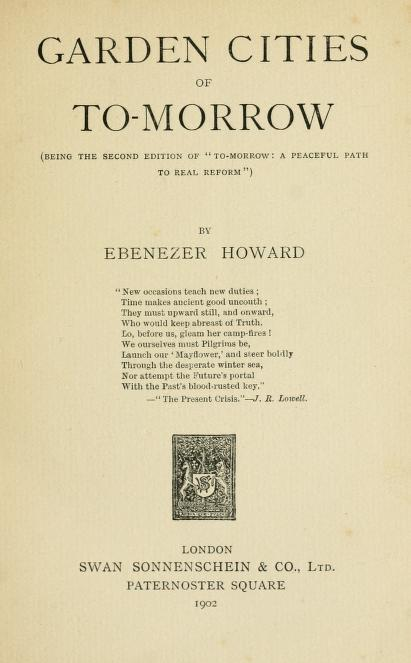 GARDEN CITIES
OF
TO-MORROW
(BEING THE SECOND EDITION OF "TO-MORROW: A PEACEFUL PATH
TO REAL REFORM")
BY
EBENEZER HOWARD
"New occasions teach new duties ;
Time makes ancient good uncouth ;
They must upward still, and onward,
Who would keep abreast of Truth.
Lo, before us, gleam her camp-fires !
We ourselves must Pilgrims be,
Launch our 'Mayflower,' and steer boldly
Through the desperate winter sea,
Nor attempt the Future's portal
With the Past's blood-rusted key."
—"The Present Crisis."—J. R. Lowell.
LONDON
SWAN SONNENSCHEIN & CO., LTD.
PATERNOSTER SQUARE
1902